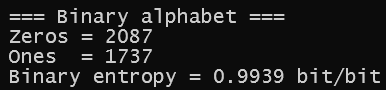 === Binary alphabet ===
Zeros = 2087
Ones  = 1737
Binary entropy = 0.9939 bit/bit